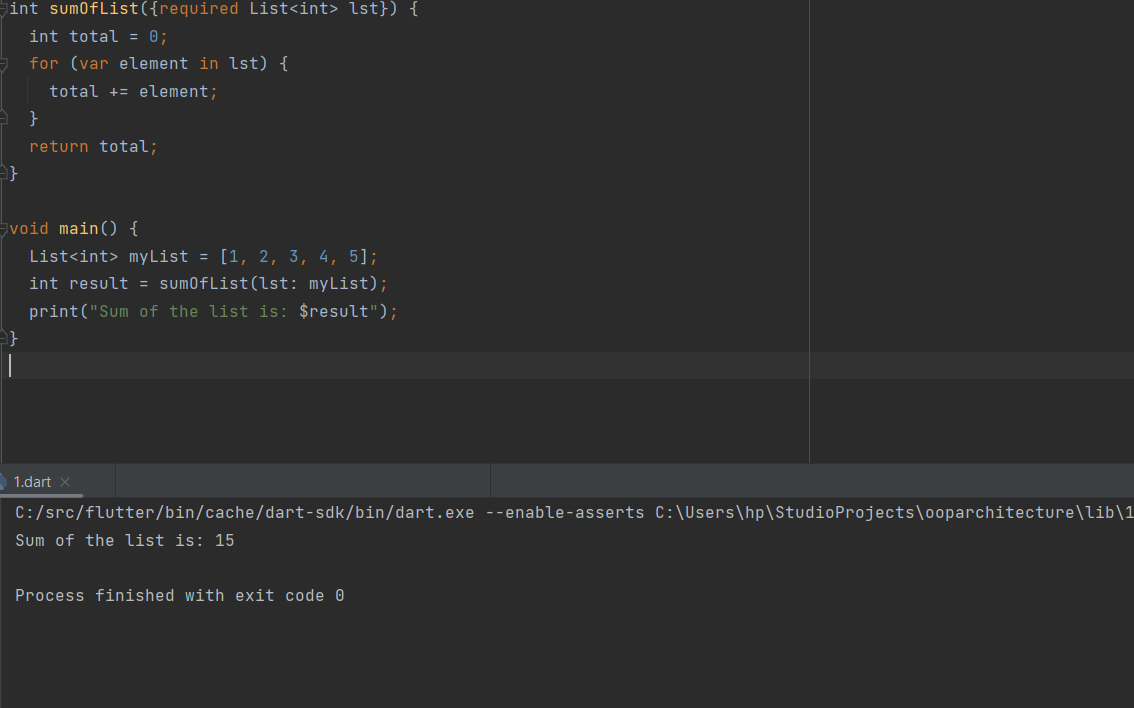 int sumOfList({required List<int> lst}) {
  int total = 0;
  for (var element in lst) {
    total += element;
  }
  return total;
}

void main() {
  List<int> myList = [1, 2, 3, 4, 5];
  int result = sumOfList(lst: myList);
  print("Sum of the list is: $result");
}
1.dart
C:/src/flutter/bin/cache/dart-sdk/bin/dart.exe --enable-asserts C:\Users\hp\StudioProjects\ooparchitecture\lib\1
Sum of the list is: 15

Process finished with exit code 0